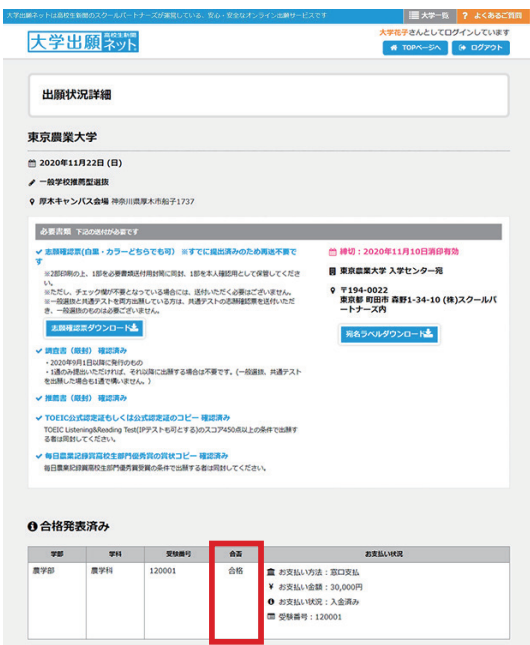 大学出願ネットは高校生新聞のスクールパートナーズが運営している、安心・安全なオンライン出願サービスです
大学一覧
? よくあるご質問
大学出願ネット
高校生新聞
大学花子さんとしてログインしています
TOPページへ
ログアウト
出願状況詳細
東京農業大学
2020年11月22日 (日)
一般学校推薦型選抜
厚木キャンパス会場 神奈川県厚木市船子1737
必要書類 下記の送付が必要です
志願確認票(白黒・カラーどちらでも可) ※すでに提出済みのため再送不要です
※2部印刷の上、1部を必要書類送付用封筒に同封、1部を本人確認用として保管してください。
※ただし、チェック欄が不要となっている場合には、送付いただく必要はございません。
※一般選抜と共通テストを両方出願している方は、共通テストの志願確認票を送付いただき、一般選抜のものは必要ございません。
志願確認票ダウンロード
調査書（厳封） 確認済み
・2020年9月1日以降に発行のもの
・1通のみ提出いただければ、それ以降に出願する場合は不要です。(一般選抜、共通テストを出願した場合も1通で構いません。)
推薦書（厳封） 確認済み
TOEIC公式認定証もしくは公式認定証のコピー 確認済み
TOEIC Listening&Reading Test(IPテストも可とする)のスコア450点以上の条件で出願する者は同封してください。
毎日農業記録賞高校生部門優秀賞の賞状コピー 確認済み
毎日農業記録賞高校生部門優秀賞受賞の条件で出願する者は同封してください。
締切：2020年11月10日消印有効
東京農業大学 入学センター宛
〒194-0022
東京都 町田市 森野1-34-10 (株)スクールパートナーズ内
宛名ラベルダウンロード
合格発表済み
学部 学科 受験番号 合否 お支払い状況
農学部 農学科 120001 合格 お支払い方法：窓口支払
¥ お支払い金額：30,000円
お支払い状況：入金済み
受験番号：120001